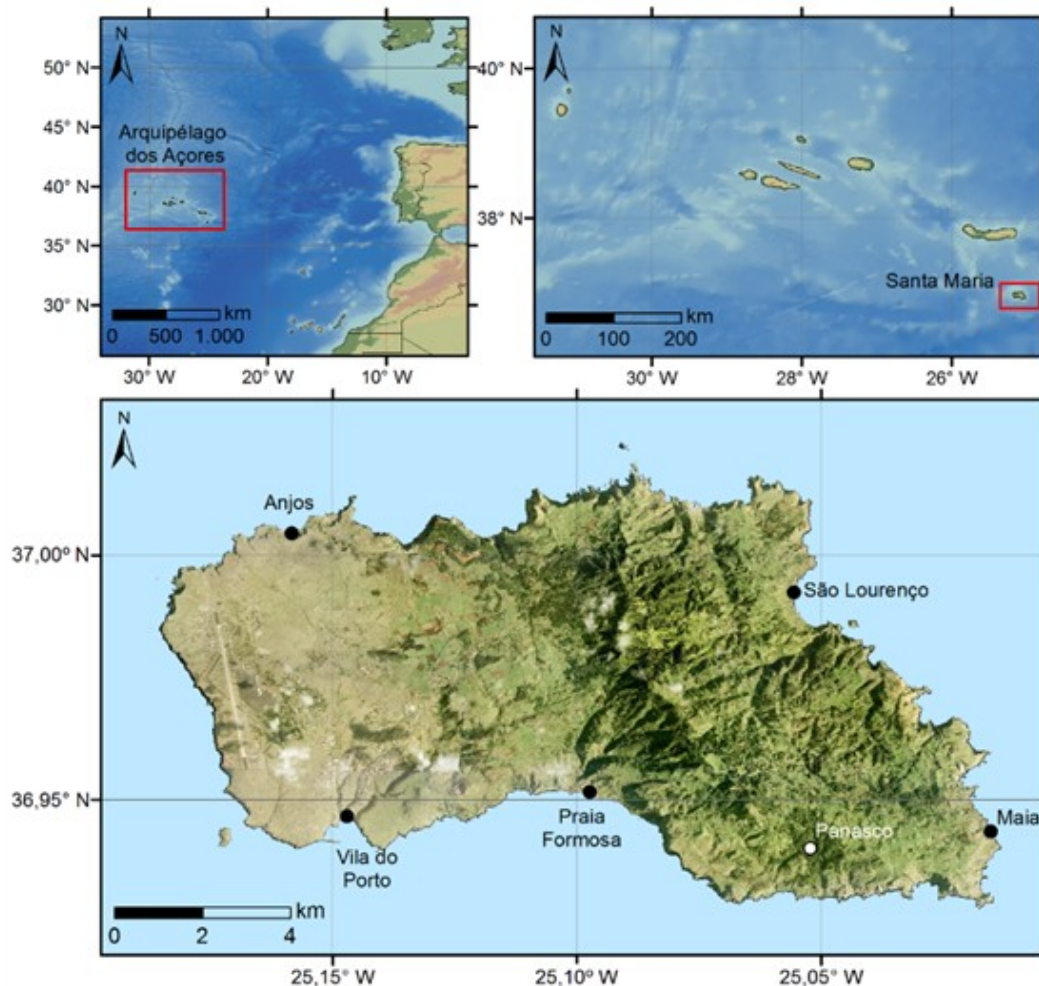 N
50° N
45° N
Arquipélago
dos Açores
40° N
35° N
30° N
km
0 500 1.000
30° W 20° W 10° W
N
40° N
38° N
Santa Maria
km
0 100 200
30° W 28° W 26° W
N
Anjos
37,00° N
São Lourenço
36,95° N
Praia
Formosa
Panasco
Maia
Vila do
Porto
km
0 2 4
25,15° W 25,10° W 25,05° W